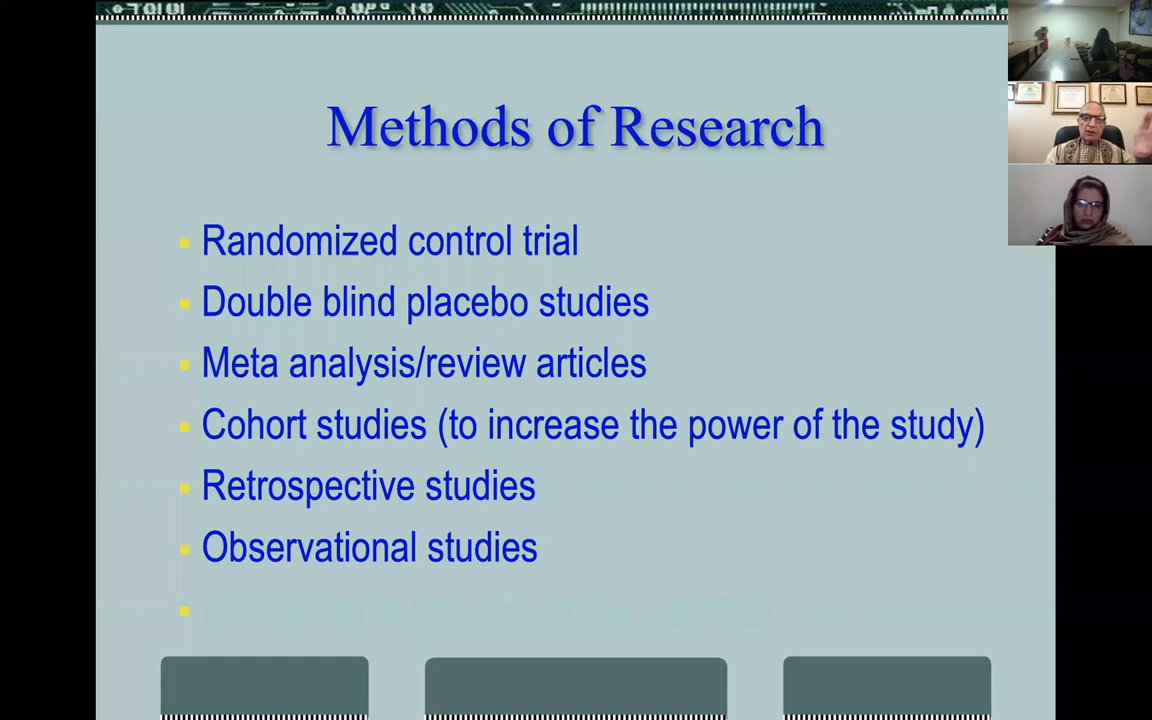 Methods of Research
Randomized control trial
Double blind placebo studies
Meta analysis/review articles
Cohort studies (to increase the power of the study)
Retrospective studies
Observational studies